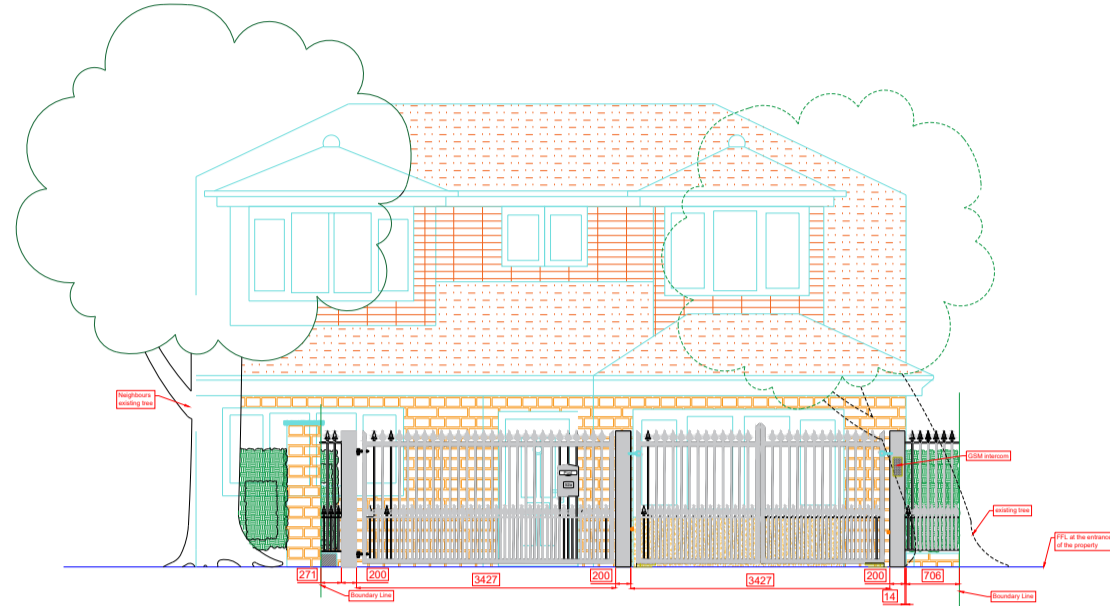 Neighbours
existing tree
GSM intercom
existing tree
FFL at the entrance
of the property
271
200
3427
200
3427
200
706
14
Boundary Line
Boundary Line